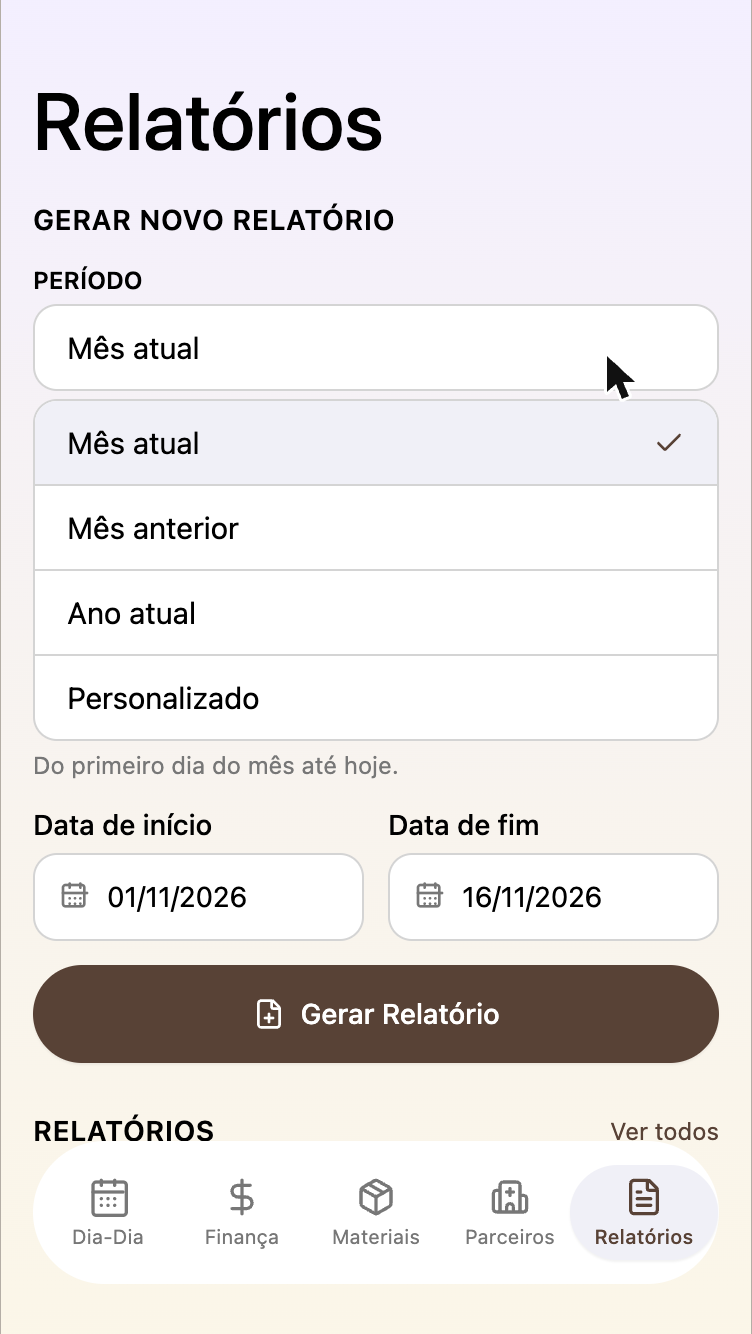 Relatórios
GERAR NOVO RELATÓRIO
PERÍODO
Mês atual
Mês atual
Mês anterior
Ano atual
Personalizado
Do primeiro dia do mês até hoje.
Data de início Data de fim
01/11/2026 16/11/2026
Gerar Relatório
RELATÓRIOS Ver todos
Dia-Dia Finança Materiais Parceiros Relatórios